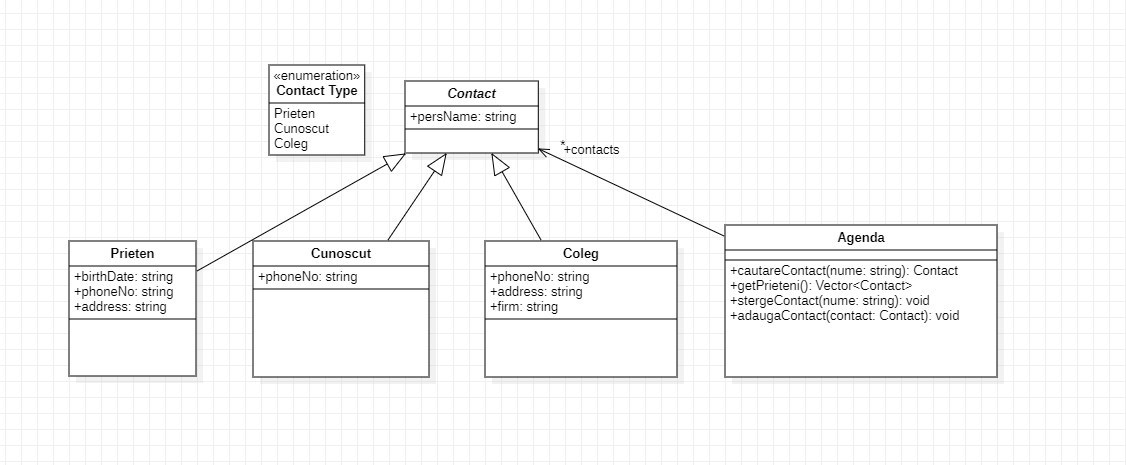 «enumeration»
Contact Type
Prieten
Cunoscut
Coleg
Contact
+persName: string
*
+contacts
Prieten
+birthDate: string
+phoneNo: string
+address: string
Cunoscut
+phoneNo: string
Coleg
+phoneNo: string
+address: string
+firm: string
Agenda
+cautareContact(nume: string): Contact
+getPrieteni(): Vector<Contact>
+stergeContact(nume: string): void
+adaugaContact(contact: Contact): void